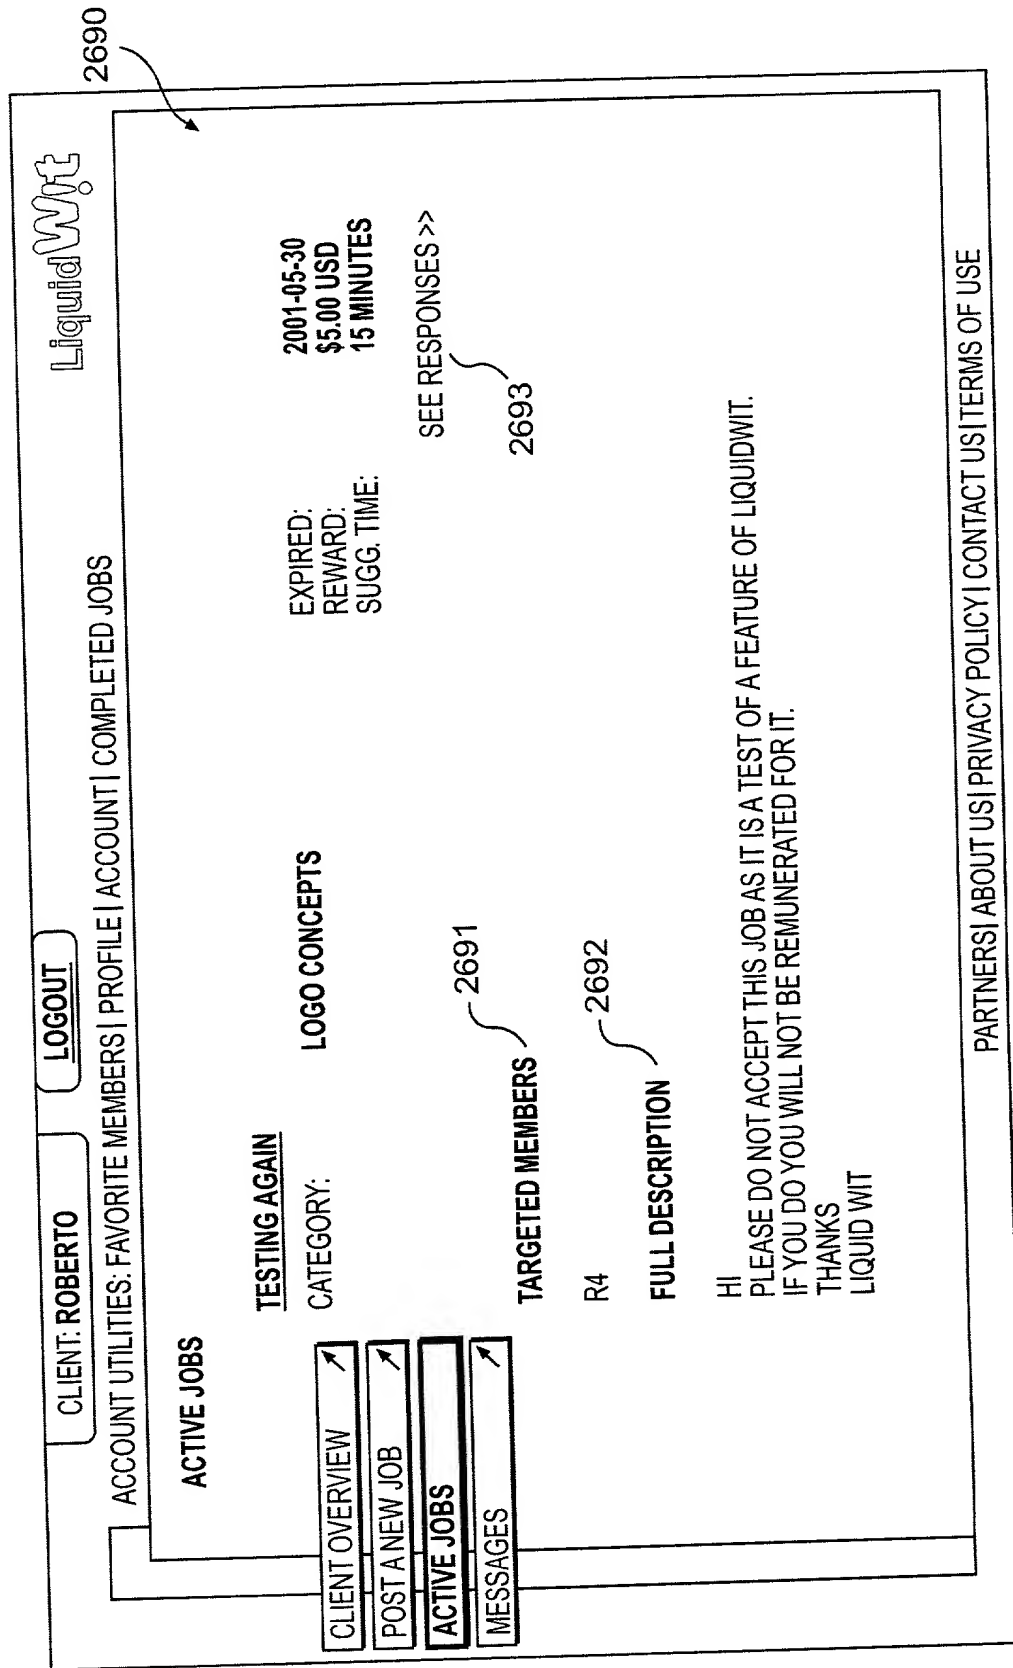 2690
CLIENT: ROBERTO
LOGOUT
LiquidWit
ACCOUNT UTILITIES: FAVORITE MEMBERS| PROFILE | ACCOUNT | COMPLETED JOBS
ACTIVE JOBS
TESTING AGAIN
CATEGORY: LOGO CONCEPTS
EXPIRED: 2001-05-30
REWARD: $5.00 USD
SUGG. TIME: 15 MINUTES
CLIENT OVERVIEW
POST A NEW JOB
ACTIVE JOBS
MESSAGES
SEE RESPONSES >>
2693
TARGETED MEMBERS
2691
R4
FULL DESCRIPTION
2692
HI
PLEASE DO NOT ACCEPT THIS JOB AS IT IS A TEST OF A FEATURE OF LIQUIDWIT.
IF YOU DO YOU WILL NOT BE REMUNERATED FOR IT.
THANKS
LIQUID WIT
PARTNERS| ABOUT US| PRIVACY POLICY | CONTACT US|TERMS OF USE